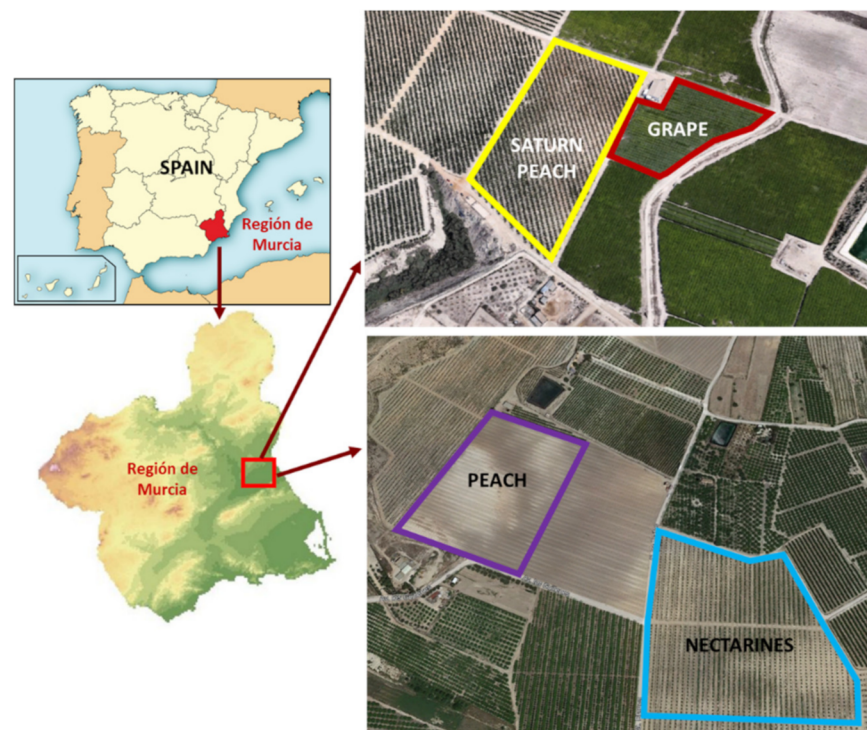 SPAIN
Región de
Murcia
Región de
Murcia
SATURN
PEACH
GRAPE
PEACH
NECTARINES